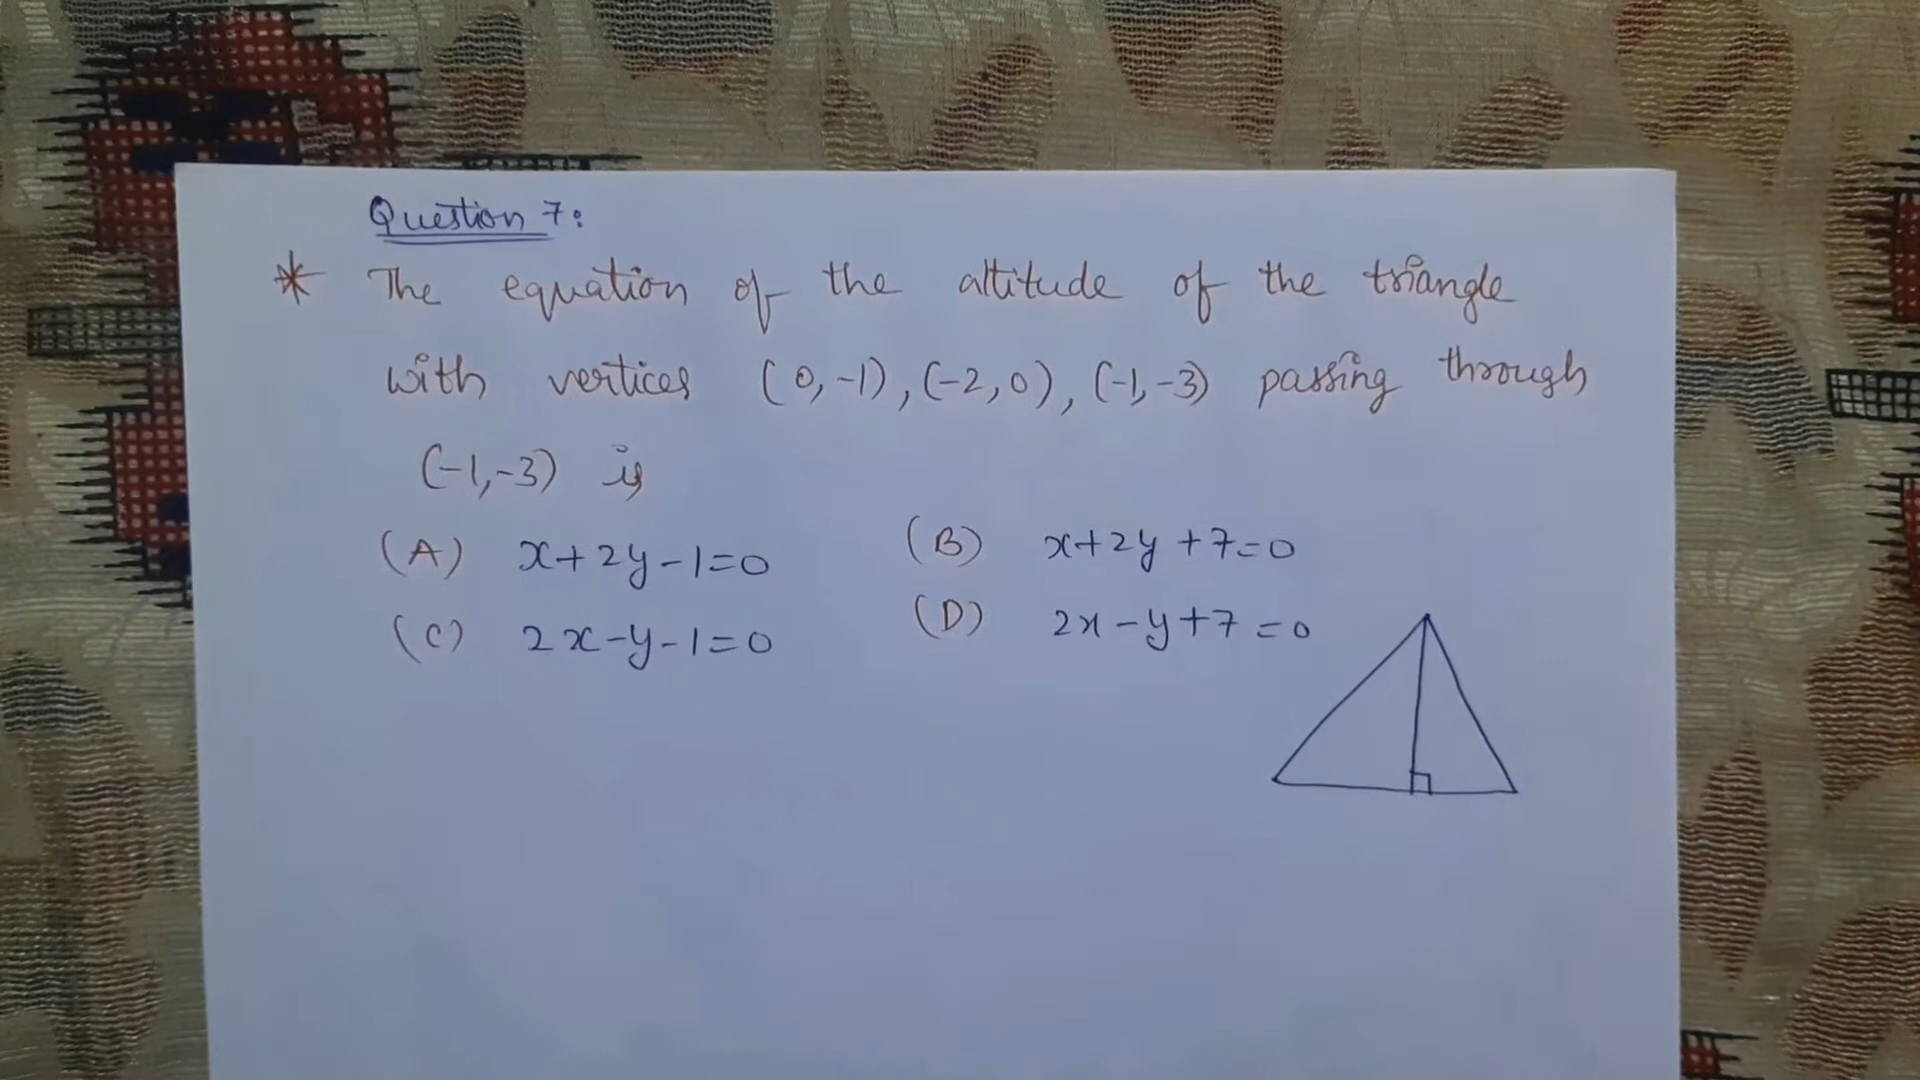 Question 7:
* The equation of the altitude of the triangle
with vertices (0,-1), (-2,0), (-1,-3) passing through
(-1,-3) is
(A) x+2y-1=0 (B) x+2y+7=0
(C) 2x-y-1=0 (D) 2x-y+7=0